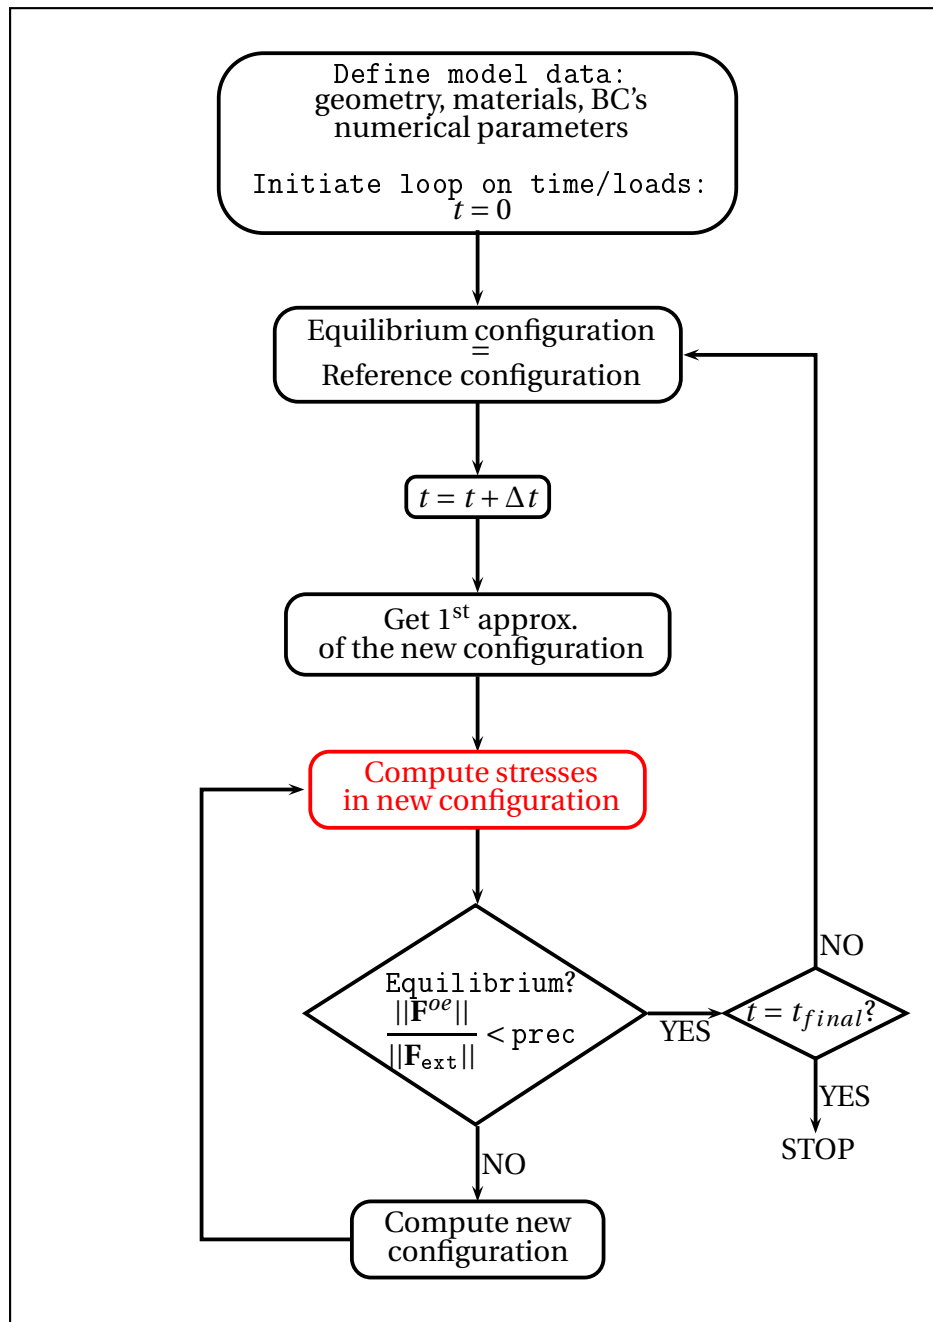 Define model data:
geometry, materials, BC's
numerical parameters
Initiate loop on time/loads:
t = 0
Equilibrium configuration
=
Reference configuration
t = t + Δt
Get 1st approx.
of the new configuration
Compute stresses
in new configuration
Equilibrium?
||F^oe||
/ ||F_ext|| < prec
YES
t = t_final?
NO
YES
STOP
NO
Compute new
configuration